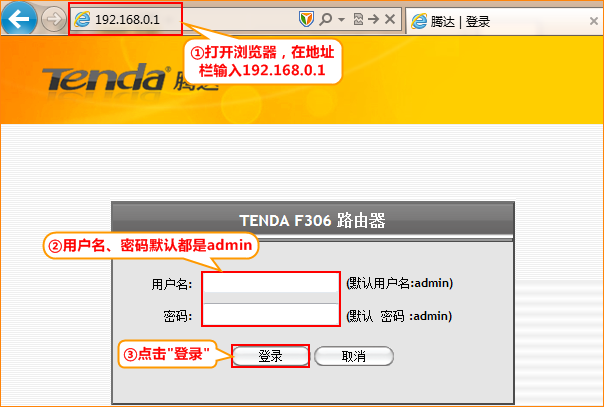 192.168.0.1
腾达 | 登录
①打开浏览器，在地址
栏输入192.168.0.1
Tenda® 腾达
TENDA F306 路由器
②用户名、密码默认都是admin
用户名: (默认用户名:admin)
密码: (默认 密码 :admin)
③点击"登录"
登录 取消